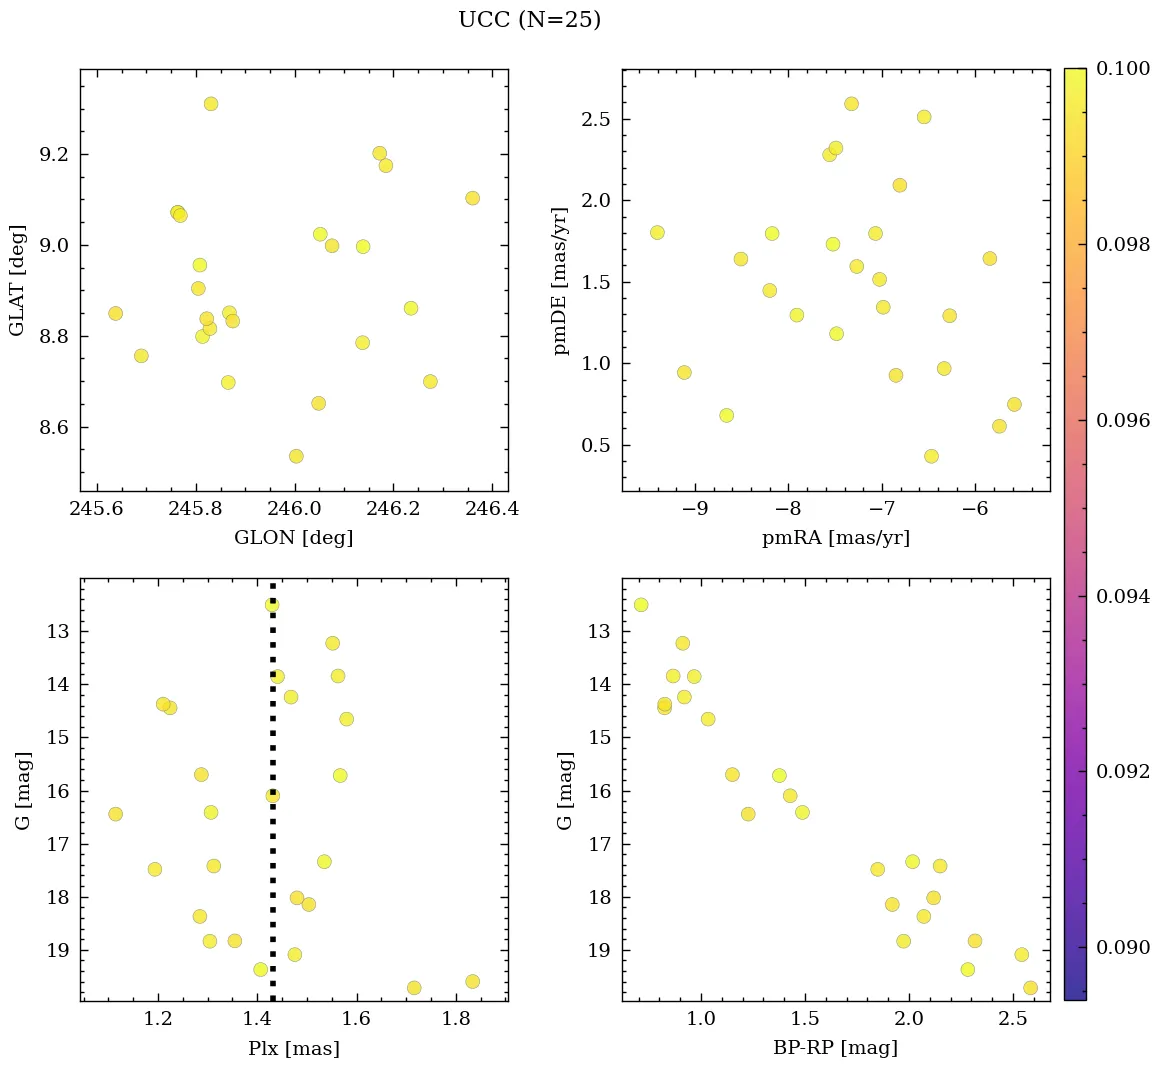 UCC (N=25)
9.2
9.0
8.8
8.6
GLAT [deg]
245.6 245.8 246.0 246.2 246.4
GLON [deg]
2.5
2.0
1.5
1.0
0.5
pmDE [mas/yr]
−9 −8 −7 −6
pmRA [mas/yr]
0.100
0.098
0.096
0.094
0.092
0.090
13
14
15
16
17
18
19
G [mag]
1.2 1.4 1.6 1.8
Plx [mas]
13
14
15
16
17
18
19
G [mag]
1.0 1.5 2.0 2.5
BP-RP [mag]